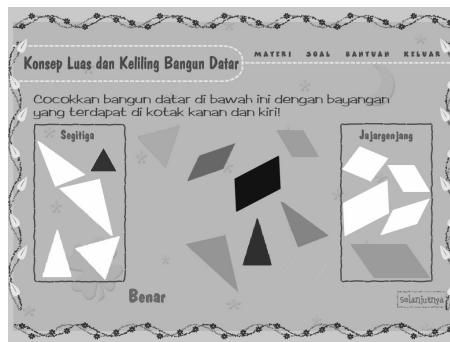 Konsep Luas dan Keliling Bangun Datar
MATERI SOAL BANTUAN KELUAR
Cocokkan bangun datar di bawah ini dengan bayangan
yang terdapat di kotak kanan dan kiri!
Segitiga
Jajargenjang
Benar
selanjutnya